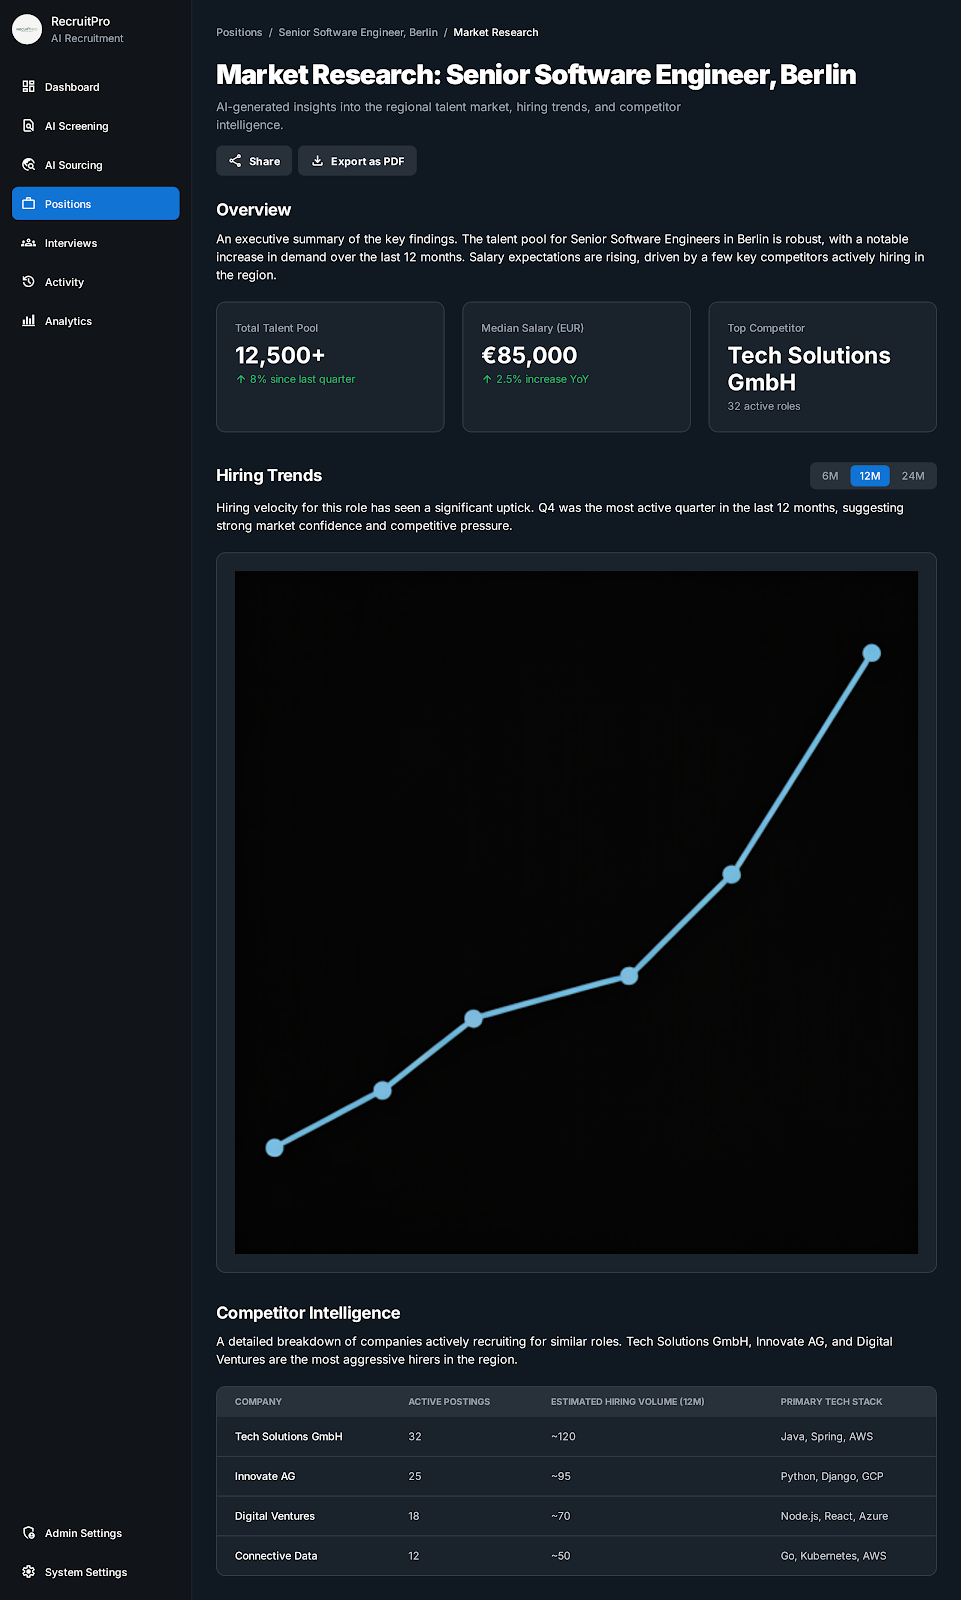 RecruitPro
AI Recruitment
Dashboard
AI Screening
AI Sourcing
Positions
Interviews
Activity
Analytics
Admin Settings
System Settings
Positions / Senior Software Engineer, Berlin / Market Research
Market Research: Senior Software Engineer, Berlin
AI-generated insights into the regional talent market, hiring trends, and competitor
intelligence.
Share
Export as PDF
Overview
An executive summary of the key findings. The talent pool for Senior Software Engineers in Berlin is robust, with a notable
increase in demand over the last 12 months. Salary expectations are rising, driven by a few key competitors actively hiring in
the region.
Total Talent Pool
12,500+
↑ 8% since last quarter
Median Salary (EUR)
€85,000
↑ 2.5% increase YoY
Top Competitor
Tech Solutions
GmbH
32 active roles
Hiring Trends
6M 12M 24M
Hiring velocity for this role has seen a significant uptick. Q4 was the most active quarter in the last 12 months, suggesting
strong market confidence and competitive pressure.
Competitor Intelligence
A detailed breakdown of companies actively recruiting for similar roles. Tech Solutions GmbH, Innovate AG, and Digital
Ventures are the most aggressive hirers in the region.
COMPANY ACTIVE POSTINGS ESTIMATED HIRING VOLUME (12M) PRIMARY TECH STACK
Tech Solutions GmbH 32 ~120 Java, Spring, AWS
Innovate AG 25 ~95 Python, Django, GCP
Digital Ventures 18 ~70 Node.js, React, Azure
Connective Data 12 ~50 Go, Kubernetes, AWS